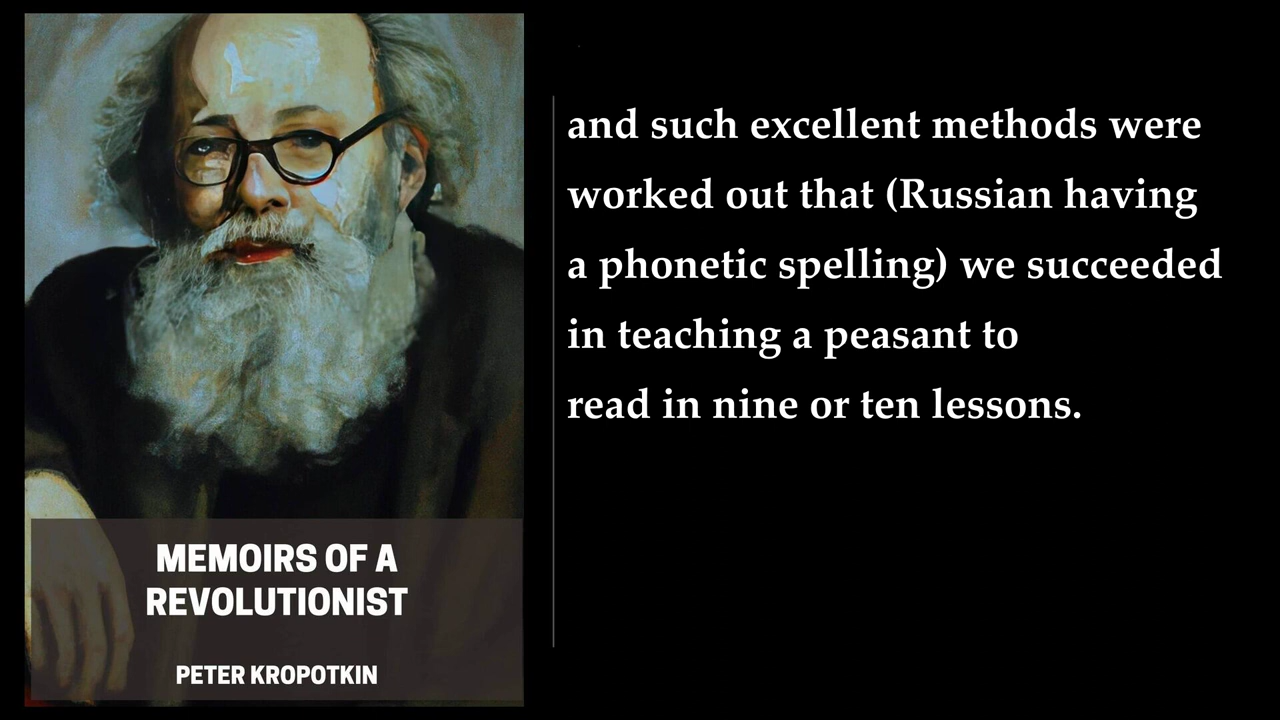 and such excellent methods were
worked out that (Russian having
a phonetic spelling) we succeeded
in teaching a peasant to
read in nine or ten lessons.
MEMOIRS OF A
REVOLUTIONIST
PETER KROPOTKIN